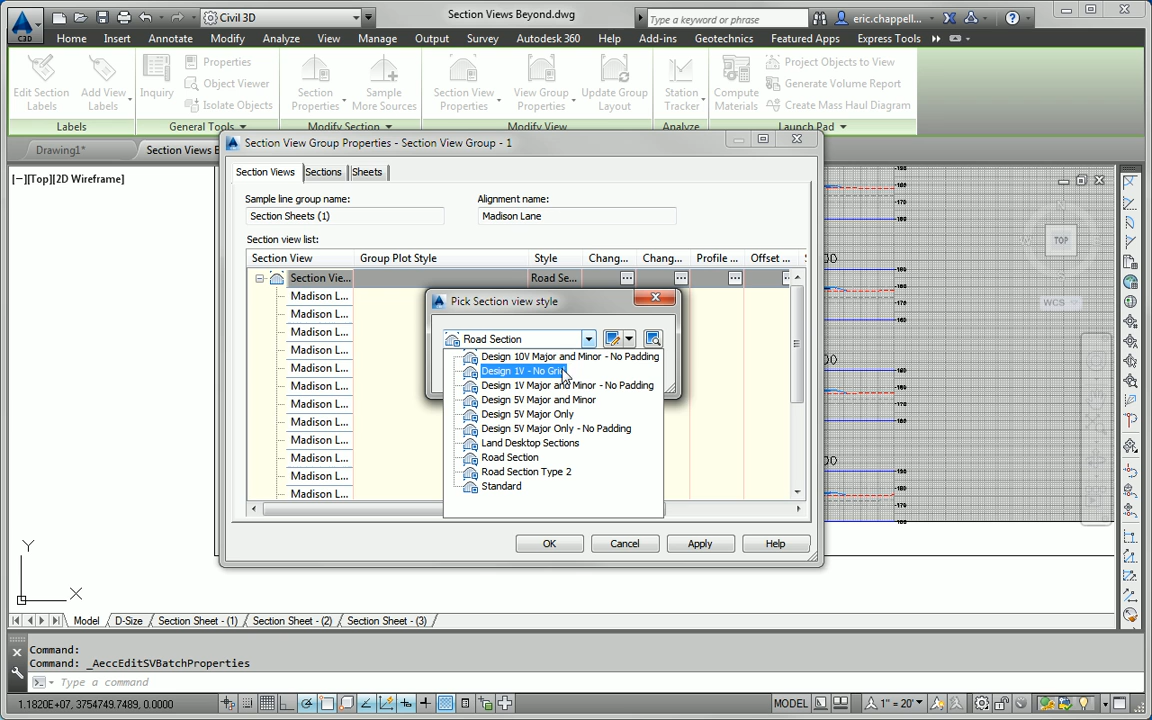 Civil 3D
Section Views Beyond.dwg
Type a keyword or phrase
eric.chappell...
C3D
Home Insert Annotate Modify Analyze View Manage Output Survey Autodesk 360 Help Add-ins Geotechnics Featured Apps Express Tools
Edit Section Labels
Add Labels
Inquiry
Properties
Object Viewer
Isolate Objects
Section Properties
Sample More Sources
Section View Properties
View Group Properties
Update Group Layout
Station Tracker
Compute Materials
Project Objects to View
Generate Volume Report
Create Mass Haul Diagram
Labels General Tools Modify Section Modify View Analyze Launch Pad
Drawing1* Section Views B
[−][Top][2D Wireframe]
Section View Group Properties - Section View Group - 1
Section Views Sections Sheets
Sample line group name: Alignment name:
Section Sheets (1) Madison Lane
Section view list:
Section View Group Plot Style Style Chang... Chang... Profile ... Offset ...
Section Vie... Road Se...
Madison L...
Madison L...
Madison L...
Madison L...
Madison L...
Madison L...
Madison L...
Madison L...
Madison L...
Madison L...
Madison L...
Madison L...
Pick Section view style
Road Section
Design 10V Major and Minor - No Padding
Design 1V - No Grid
Design 1V Major and Minor - No Padding
Design 5V Major and Minor
Design 5V Major Only
Design 5V Major Only - No Padding
Land Desktop Sections
Road Section
Road Section Type 2
Standard
OK Cancel Apply Help
TOP
WCS
Y
X
Model D-Size Section Sheet - (1) Section Sheet - (2) Section Sheet - (3)
Command:
Command: _AeccEditSVBatchProperties
Type a command
1.1820E+07, 3754749.7489, 0.0000
MODEL
1" = 20'